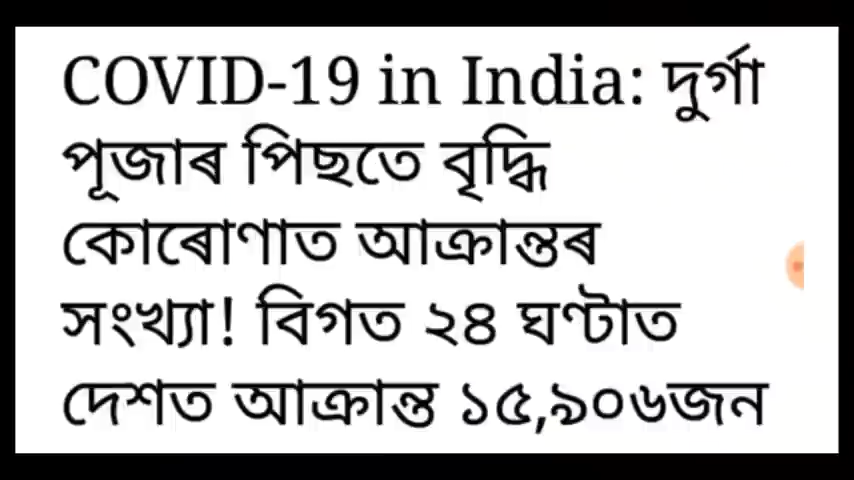 COVID-19 in India: দুৰ্গা
পূজাৰ পিছতে বৃদ্ধি
কোৰোণাত আক্ৰান্তৰ
সংখ্যা! বিগত ২৪ ঘণ্টাত
দেশত আক্ৰান্ত ১৫,৯০৬জন